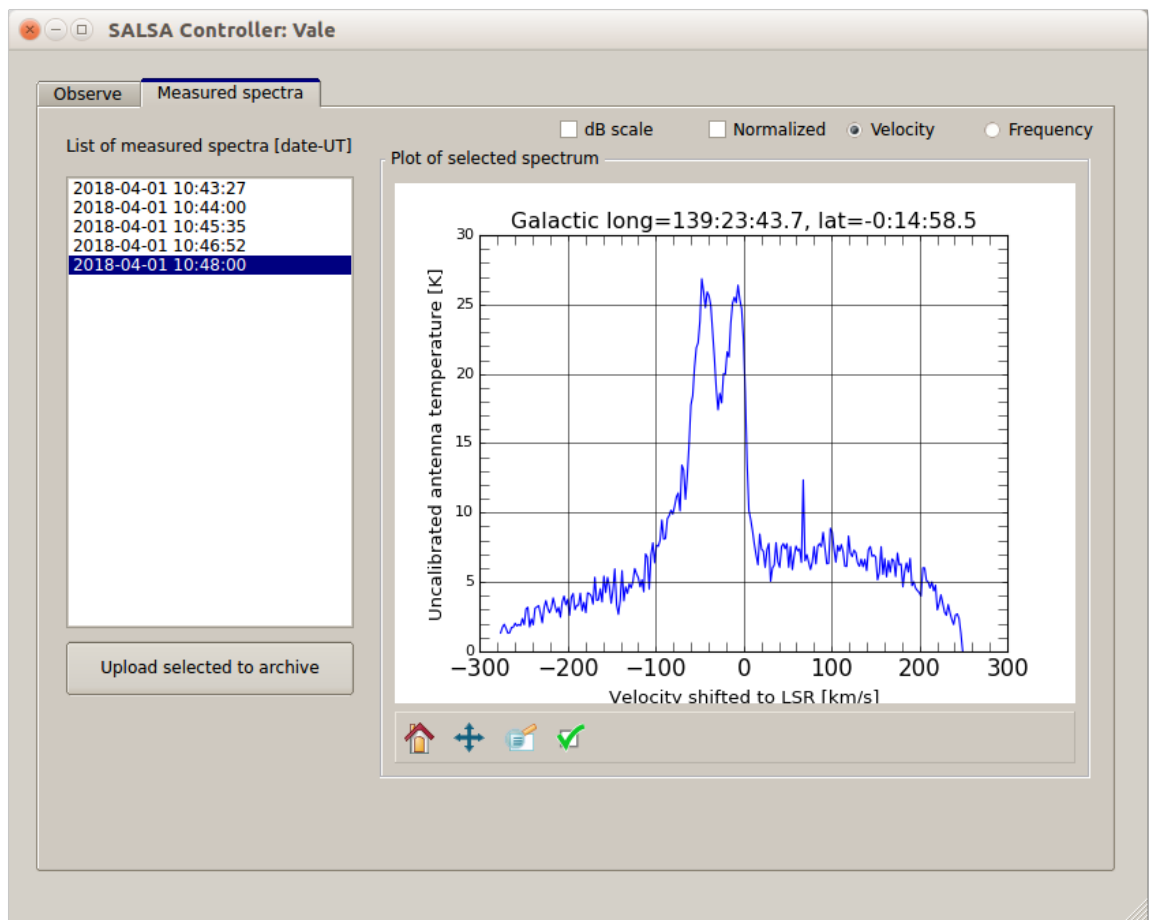 SALSA Controller: Vale
Observe Measured spectra
dB scale Normalized Velocity Frequency
List of measured spectra [date-UT]
Plot of selected spectrum
2018-04-01 10:43:27
2018-04-01 10:44:00
2018-04-01 10:45:35
2018-04-01 10:46:52
2018-04-01 10:48:00
Upload selected to archive
Galactic long=139:23:43.7, lat=-0:14:58.5
Uncalibrated antenna temperature [K]
30
25
20
15
10
5
0
−300 −200 −100 0 100 200 300
Velocity shifted to LSR [km/s]